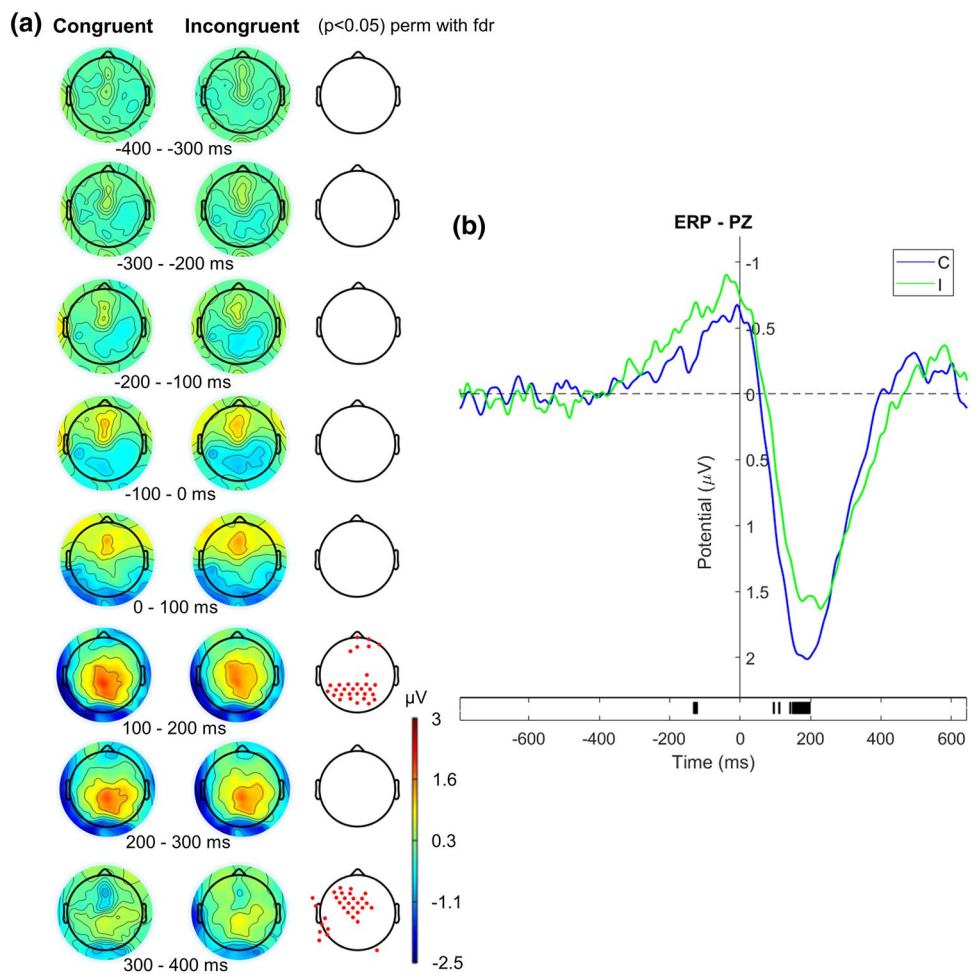 (a) Congruent Incongruent (p<0.05) perm with fdr
-400 - -300 ms
-300 - -200 ms
-200 - -100 ms
-100 - 0 ms
0 - 100 ms
100 - 200 ms
200 - 300 ms
300 - 400 ms
μV
3
1.6
0.3
-1.1
-2.5
(b)
ERP - PZ
C
I
-1
-0.5
0
0.5
1
1.5
2
Potential (μV)
-600 -400 -200 0 200 400 600
Time (ms)